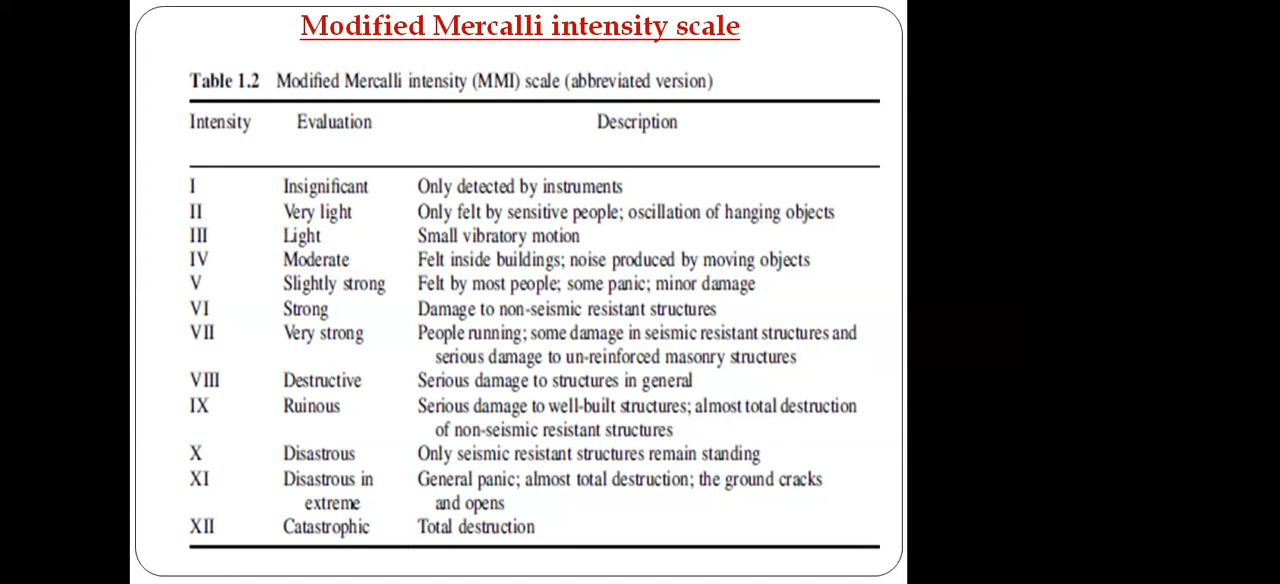 Modified Mercalli intensity scale
Table 1.2 Modified Mercalli intensity (MMI) scale (abbreviated version)
Intensity Evaluation Description
I Insignificant Only detected by instruments
II Very light Only felt by sensitive people; oscillation of hanging objects
III Light Small vibratory motion
IV Moderate Felt inside buildings; noise produced by moving objects
V Slightly strong Felt by most people; some panic; minor damage
VI Strong Damage to non-seismic resistant structures
VII Very strong People running; some damage in seismic resistant structures and
serious damage to un-reinforced masonry structures
VIII Destructive Serious damage to structures in general
IX Ruinous Serious damage to well-built structures; almost total destruction
of non-seismic resistant structures
X Disastrous Only seismic resistant structures remain standing
XI Disastrous in General panic; almost total destruction; the ground cracks
extreme and opens
XII Catastrophic Total destruction